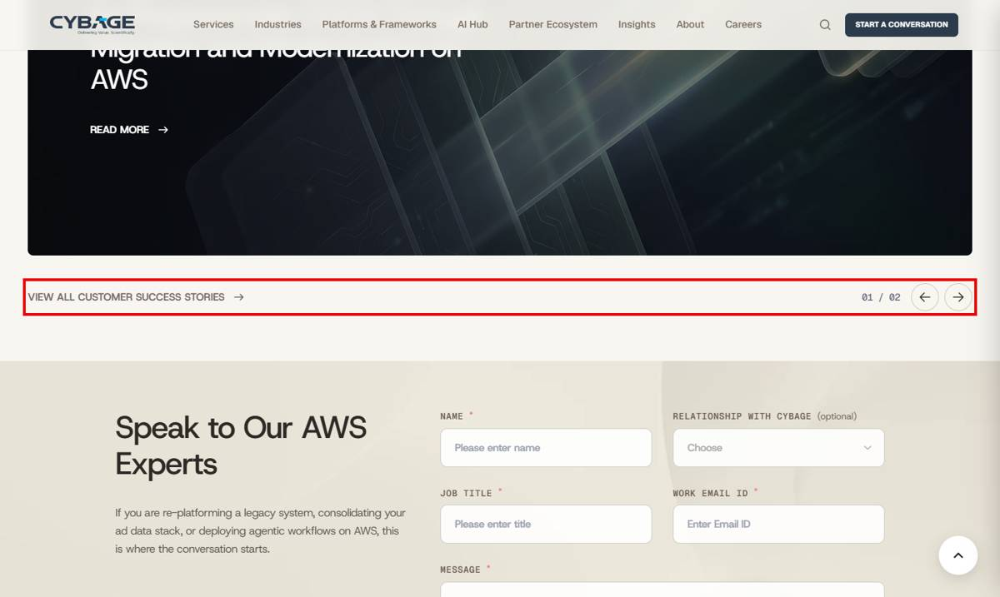 CYBAGE
Delivering Value. Scientifically.
Services
Industries
Platforms & Frameworks
AI Hub
Partner Ecosystem
Insights
About
Careers
START A CONVERSATION
Migration and Modernization on
AWS
READ MORE →
VIEW ALL CUSTOMER SUCCESS STORIES →
01 / 02
Speak to Our AWS
Experts
If you are re-platforming a legacy system, consolidating your
ad data stack, or deploying agentic workflows on AWS, this
is where the conversation starts.
NAME *
Please enter name
RELATIONSHIP WITH CYBAGE (optional)
Choose
JOB TITLE *
Please enter title
WORK EMAIL ID *
Enter Email ID
MESSAGE *